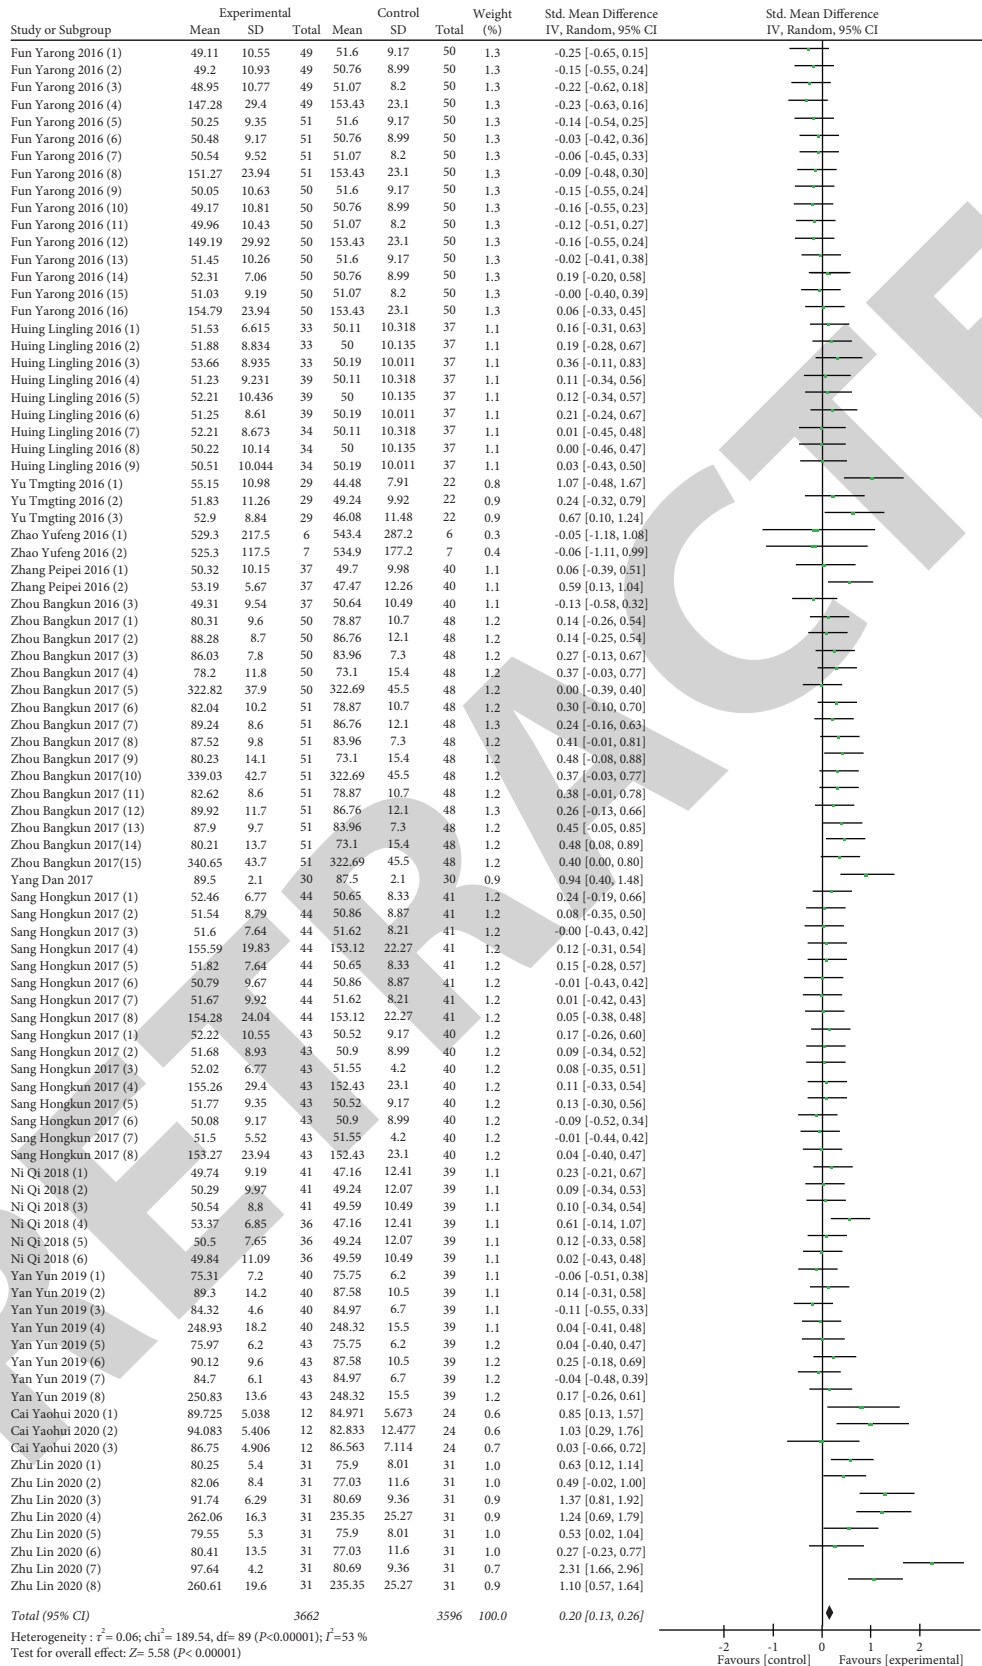 Experimental Control Weight Std. Mean Difference Std. Mean Difference
Study or Subgroup Mean SD Total Mean SD Total (%) IV, Random, 95% CI IV, Random, 95% CI
Fun Yarong 2016 (1) 49.11 10.55 49 51.6 9.17 50 1.3 -0.25 [-0.65, 0.15]
Fun Yarong 2016 (2) 49.2 10.93 49 50.76 8.99 50 1.3 -0.15 [-0.55, 0.24]
Fun Yarong 2016 (3) 48.95 10.77 49 51.07 8.2 50 1.3 -0.22 [-0.62, 0.18]
Fun Yarong 2016 (4) 147.28 29.4 49 153.43 23.1 50 1.3 -0.23 [-0.63, 0.16]
Fun Yarong 2016 (5) 50.25 9.35 51 51.6 9.17 50 1.3 -0.14 [-0.54, 0.25]
Fun Yarong 2016 (6) 50.48 9.17 51 50.76 8.99 50 1.3 -0.03 [-0.42, 0.36]
Fun Yarong 2016 (7) 50.54 9.52 51 51.07 8.2 50 1.3 -0.06 [-0.45, 0.33]
Fun Yarong 2016 (8) 151.27 23.94 51 153.43 23.1 50 1.3 -0.09 [-0.48, 0.30]
Fun Yarong 2016 (9) 50.05 10.63 50 51.6 9.17 50 1.3 -0.15 [-0.55, 0.24]
Fun Yarong 2016 (10) 49.17 10.81 50 50.76 8.99 50 1.3 -0.16 [-0.55, 0.23]
Fun Yarong 2016 (11) 49.96 10.43 50 51.07 8.2 50 1.3 -0.12 [-0.51, 0.27]
Fun Yarong 2016 (12) 149.19 29.92 50 153.43 23.1 50 1.3 -0.16 [-0.55, 0.24]
Fun Yarong 2016 (13) 51.45 10.26 50 51.6 9.17 50 1.3 -0.02 [-0.41, 0.38]
Fun Yarong 2016 (14) 52.31 7.06 50 50.76 8.99 50 1.3 0.19 [-0.20, 0.58]
Fun Yarong 2016 (15) 51.03 9.19 50 51.07 8.2 50 1.3 -0.00 [-0.40, 0.39]
Fun Yarong 2016 (16) 154.79 23.94 50 153.43 23.1 50 1.3 0.06 [-0.33, 0.45]
Huing Lingling 2016 (1) 51.53 6.615 33 50.11 10.318 37 1.1 0.16 [-0.31, 0.63]
Huing Lingling 2016 (2) 51.88 8.834 33 50 10.135 37 1.1 0.19 [-0.28, 0.67]
Huing Lingling 2016 (3) 53.66 8.935 33 50.19 10.011 37 1.1 0.36 [-0.11, 0.83]
Huing Lingling 2016 (4) 51.23 9.231 39 50.11 10.318 37 1.1 0.11 [-0.34, 0.56]
Huing Lingling 2016 (5) 52.21 10.436 39 50 10.135 37 1.1 0.12 [-0.34, 0.57]
Huing Lingling 2016 (6) 51.25 8.61 39 50.19 10.011 37 1.1 0.21 [-0.24, 0.67]
Huing Lingling 2016 (7) 52.21 8.673 34 50.11 10.318 37 1.1 0.01 [-0.45, 0.48]
Huing Lingling 2016 (8) 50.22 10.14 34 50 10.135 37 1.1 0.00 [-0.46, 0.47]
Huing Lingling 2016 (9) 50.51 10.044 34 50.19 10.011 37 1.1 0.03 [-0.43, 0.50]
Yu Tmgting 2016 (1) 55.15 10.98 29 44.48 7.91 22 0.8 1.07 [-0.48, 1.67]
Yu Tmgting 2016 (2) 51.83 11.26 29 49.24 9.92 22 0.9 0.24 [-0.32, 0.79]
Yu Tmgting 2016 (3) 52.9 8.84 29 46.08 11.48 22 0.9 0.67 [0.10, 1.24]
Zhao Yufeng 2016 (1) 529.3 217.5 6 543.4 287.2 6 0.3 -0.05 [-1.18, 1.08]
Zhao Yufeng 2016 (2) 525.3 117.5 7 534.9 177.2 7 0.4 -0.06 [-1.11, 0.99]
Zhang Peipei 2016 (1) 50.32 10.15 37 49.7 9.98 40 1.1 0.06 [-0.39, 0.51]
Zhang Peipei 2016 (2) 53.19 5.67 37 47.47 12.26 40 1.1 0.59 [0.13, 1.04]
Zhou Bangkun 2016 (3) 49.31 9.54 37 50.64 10.49 40 1.1 -0.13 [-0.58, 0.32]
Zhou Bangkun 2017 (1) 80.31 9.6 50 78.87 10.7 48 1.2 0.14 [-0.26, 0.54]
Zhou Bangkun 2017 (2) 88.28 8.7 50 86.76 12.1 48 1.2 0.14 [-0.25, 0.54]
Zhou Bangkun 2017 (3) 86.03 7.8 50 83.96 7.3 48 1.2 0.27 [-0.13, 0.67]
Zhou Bangkun 2017 (4) 78.2 11.8 50 73.1 15.4 48 1.2 0.37 [-0.03, 0.77]
Zhou Bangkun 2017 (5) 322.82 37.9 50 322.69 45.5 48 1.2 0.00 [-0.39, 0.40]
Zhou Bangkun 2017 (6) 82.04 10.2 51 78.87 10.7 48 1.2 0.30 [-0.10, 0.70]
Zhou Bangkun 2017 (7) 89.24 8.6 51 86.76 12.1 48 1.3 0.24 [-0.16, 0.63]
Zhou Bangkun 2017 (8) 87.52 9.8 51 83.96 7.3 48 1.2 0.41 [-0.01, 0.81]
Zhou Bangkun 2017 (9) 80.23 14.1 51 73.1 15.4 48 1.2 0.48 [-0.08, 0.88]
Zhou Bangkun 2017(10) 339.03 42.7 51 322.69 45.5 48 1.2 0.37 [-0.03, 0.77]
Zhou Bangkun 2017 (11) 82.62 8.6 51 78.87 10.7 48 1.2 0.38 [-0.01, 0.78]
Zhou Bangkun 2017 (12) 89.92 11.7 51 86.76 12.1 48 1.3 0.26 [-0.13, 0.66]
Zhou Bangkun 2017 (13) 87.9 9.7 51 83.96 7.3 48 1.2 0.45 [-0.05, 0.85]
Zhou Bangkun 2017(14) 80.21 13.7 51 73.1 15.4 48 1.2 0.48 [0.08, 0.89]
Zhou Bangkun 2017(15) 340.65 43.7 51 322.69 45.5 48 1.2 0.40 [0.00, 0.80]
Yang Dan 2017 89.5 2.1 30 87.5 2.1 30 0.9 0.94 [0.40, 1.48]
Sang Hongkun 2017 (1) 52.46 6.77 44 50.65 8.33 41 1.2 0.24 [-0.19, 0.66]
Sang Hongkun 2017 (2) 51.54 8.79 44 50.86 8.87 41 1.2 0.08 [-0.35, 0.50]
Sang Hongkun 2017 (3) 51.6 7.64 44 51.62 8.21 41 1.2 -0.00 [-0.43, 0.42]
Sang Hongkun 2017 (4) 155.59 19.83 44 153.12 22.27 41 1.2 0.12 [-0.31, 0.54]
Sang Hongkun 2017 (5) 51.82 7.64 44 50.65 8.33 41 1.2 0.15 [-0.28, 0.57]
Sang Hongkun 2017 (6) 50.79 9.67 44 50.86 8.87 41 1.2 -0.01 [-0.43, 0.42]
Sang Hongkun 2017 (7) 51.67 9.92 44 51.62 8.21 41 1.2 0.01 [-0.42, 0.43]
Sang Hongkun 2017 (8) 154.28 24.04 44 153.12 22.27 41 1.2 0.05 [-0.38, 0.48]
Sang Hongkun 2017 (1) 52.22 10.55 43 50.52 9.17 40 1.2 0.17 [-0.26, 0.60]
Sang Hongkun 2017 (2) 51.68 8.93 43 50.9 8.99 40 1.2 0.09 [-0.34, 0.52]
Sang Hongkun 2017 (3) 52.02 6.77 43 51.55 4.2 40 1.2 0.08 [-0.35, 0.51]
Sang Hongkun 2017 (4) 155.26 29.4 43 152.43 23.1 40 1.2 0.11 [-0.33, 0.54]
Sang Hongkun 2017 (5) 51.77 9.35 43 50.52 9.17 40 1.2 0.13 [-0.30, 0.56]
Sang Hongkun 2017 (6) 50.08 9.17 43 50.9 8.99 40 1.2 -0.09 [-0.52, 0.34]
Sang Hongkun 2017 (7) 51.5 5.52 43 51.55 4.2 40 1.2 -0.01 [-0.44, 0.42]
Sang Hongkun 2017 (8) 153.27 23.94 43 152.43 23.1 40 1.2 0.04 [-0.40, 0.47]
Ni Qi 2018 (1) 49.74 9.19 41 47.16 12.41 39 1.1 0.23 [-0.21, 0.67]
Ni Qi 2018 (2) 50.29 9.97 41 49.24 12.07 39 1.1 0.09 [-0.34, 0.53]
Ni Qi 2018 (3) 50.54 8.8 41 49.59 10.49 39 1.1 0.10 [-0.34, 0.54]
Ni Qi 2018 (4) 53.37 6.85 36 47.16 12.41 39 1.1 0.61 [-0.14, 1.07]
Ni Qi 2018 (5) 50.5 7.65 36 49.24 12.07 39 1.1 0.12 [-0.33, 0.58]
Ni Qi 2018 (6) 49.84 11.09 36 49.59 10.49 39 1.1 0.02 [-0.43, 0.48]
Yan Yun 2019 (1) 75.31 7.2 40 75.75 6.2 39 1.1 -0.06 [-0.51, 0.38]
Yan Yun 2019 (2) 89.3 14.2 40 87.58 10.5 39 1.1 0.14 [-0.31, 0.58]
Yan Yun 2019 (3) 84.32 4.6 40 84.97 6.7 39 1.1 -0.11 [-0.55, 0.33]
Yan Yun 2019 (4) 248.93 18.2 40 248.32 15.5 39 1.1 0.04 [-0.41, 0.48]
Yan Yun 2019 (5) 75.97 6.2 43 75.75 6.2 39 1.2 0.04 [-0.40, 0.47]
Yan Yun 2019 (6) 90.12 9.6 43 87.58 10.5 39 1.2 0.25 [-0.18, 0.69]
Yan Yun 2019 (7) 84.7 6.1 43 84.97 6.7 39 1.2 -0.04 [-0.48, 0.39]
Yan Yun 2019 (8) 250.83 13.6 43 248.32 15.5 39 1.2 0.17 [-0.26, 0.61]
Cai Yaohui 2020 (1) 89.725 5.038 12 84.971 5.673 24 0.6 0.85 [0.13, 1.57]
Cai Yaohui 2020 (2) 94.083 5.406 12 82.833 12.477 24 0.6 1.03 [0.29, 1.76]
Cai Yaohui 2020 (3) 86.75 4.906 12 86.563 7.114 24 0.7 0.03 [-0.66, 0.72]
Zhu Lin 2020 (1) 80.25 5.4 31 75.9 8.01 31 1.0 0.63 [0.12, 1.14]
Zhu Lin 2020 (2) 82.06 8.4 31 77.03 11.6 31 1.0 0.49 [-0.02, 1.00]
Zhu Lin 2020 (3) 91.74 6.29 31 80.69 9.36 31 0.9 1.37 [0.81, 1.92]
Zhu Lin 2020 (4) 262.06 16.3 31 235.35 25.27 31 0.9 1.24 [0.69, 1.79]
Zhu Lin 2020 (5) 79.55 5.3 31 75.9 8.01 31 1.0 0.53 [0.02, 1.04]
Zhu Lin 2020 (6) 80.41 13.5 31 77.03 11.6 31 1.0 0.27 [-0.23, 0.77]
Zhu Lin 2020 (7) 97.64 4.2 31 80.69 9.36 31 0.7 2.31 [1.66, 2.96]
Zhu Lin 2020 (8) 260.61 19.6 31 235.35 25.27 31 0.9 1.10 [0.57, 1.64]
Total (95% CI) 3662 3596 100.0 0.20 [0.13, 0.26]
Heterogeneity : τ²= 0.06; chi²= 189.54, df= 89 (P<0.00001); I²=53 %
Test for overall effect: Z= 5.58 (P< 0.00001)
-2 -1 0 1 2
Favours [control] Favours [experimental]
RETRACTE